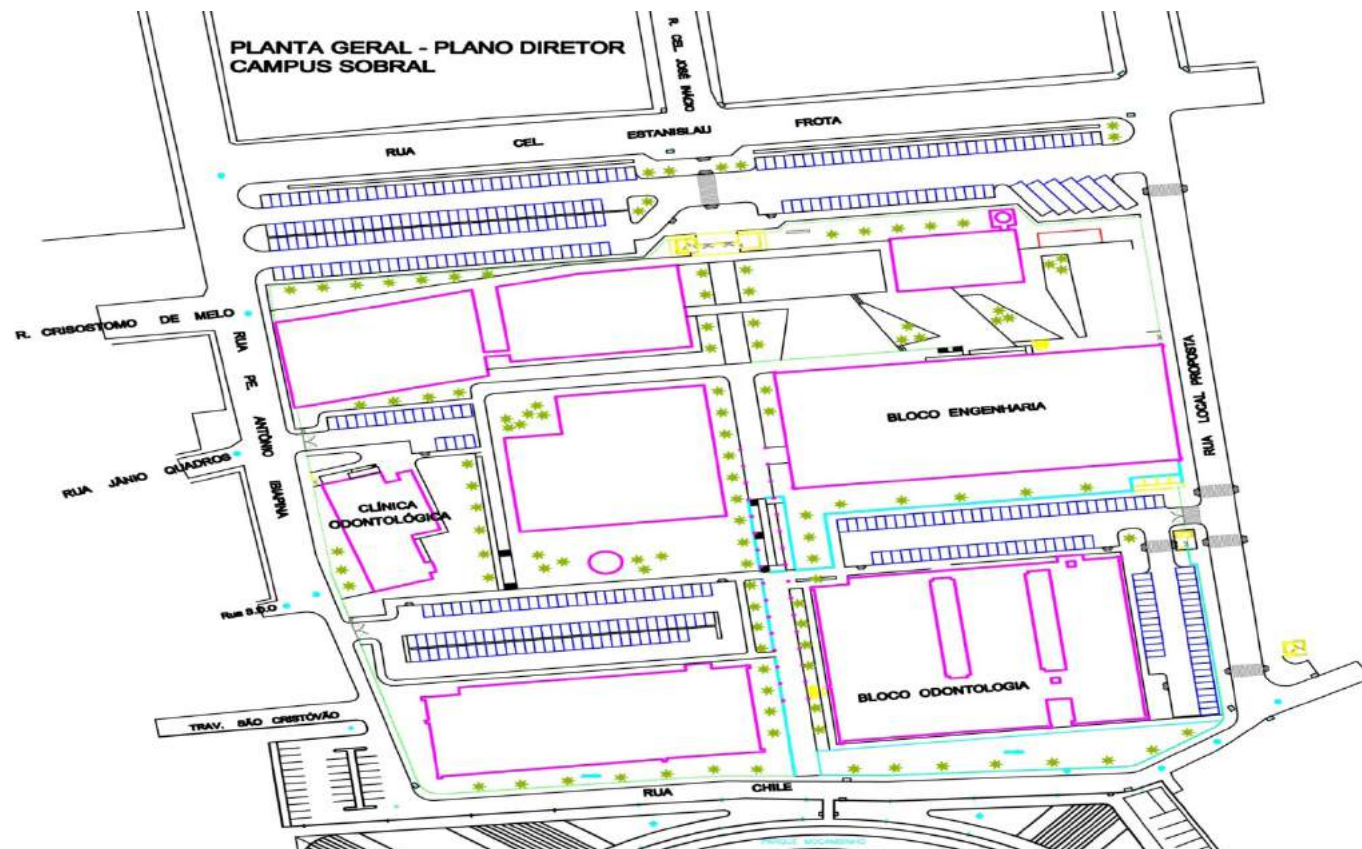 PLANTA GERAL - PLANO DIRETOR
CAMPUS SOBRAL
R. CEL. JOSÉ INÁCIO
RUA CEL. ESTANISLAU FROTA
R. CRISOSTOMO DE MELO
RUA PE. ANTÔNIO IBIAPINA
RUA LOCAL PROPOSTA
BLOCO ENGENHARIA
RUA JÂNIO QUADROS
CLÍNICA
ODONTOLÓGICA
Rua S.D.O
BLOCO ODONTOLOGIA
TRAV. SÃO CRISTÓVÃO
RUA CHILE
PARQUE MUCAMBINHO